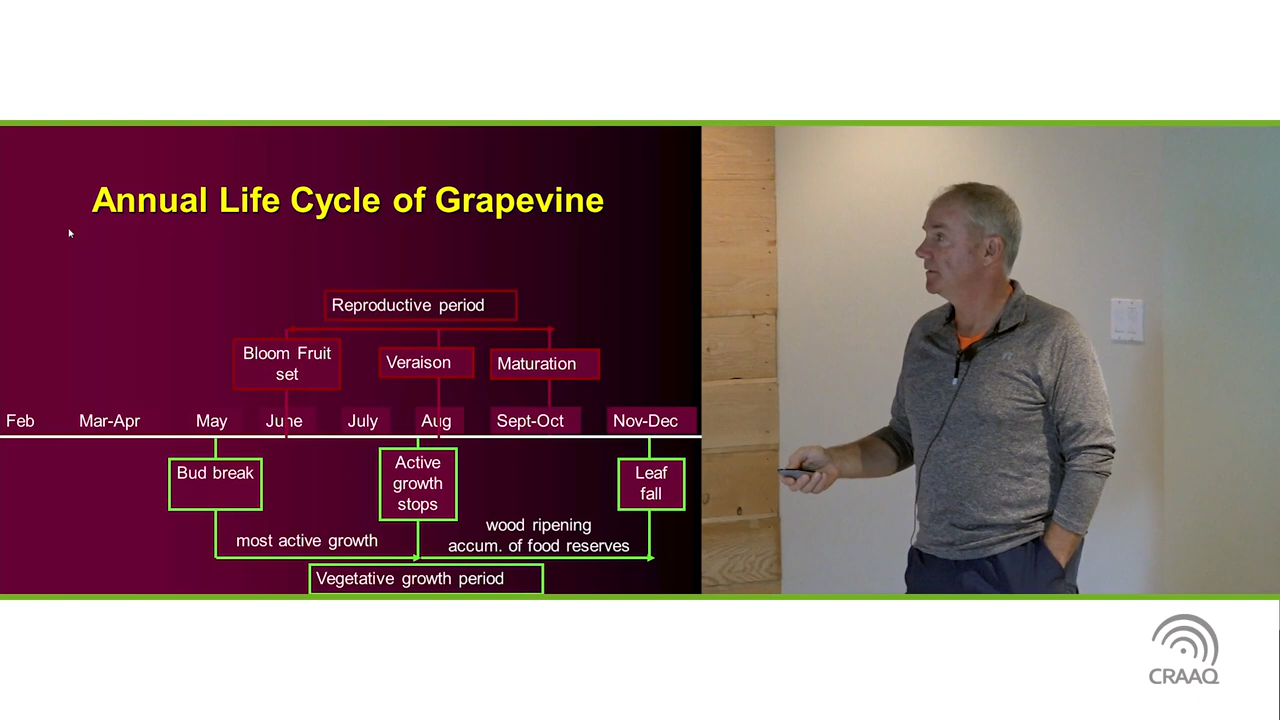 Annual Life Cycle of Grapevine
Reproductive period
Bloom Fruit
set
Veraison
Maturation
Feb
Mar-Apr
May
June
July
Aug
Sept-Oct
Nov-Dec
Bud break
Active
growth
stops
Leaf
fall
most active growth
wood ripening
accum. of food reserves
Vegetative growth period
CRAAQ